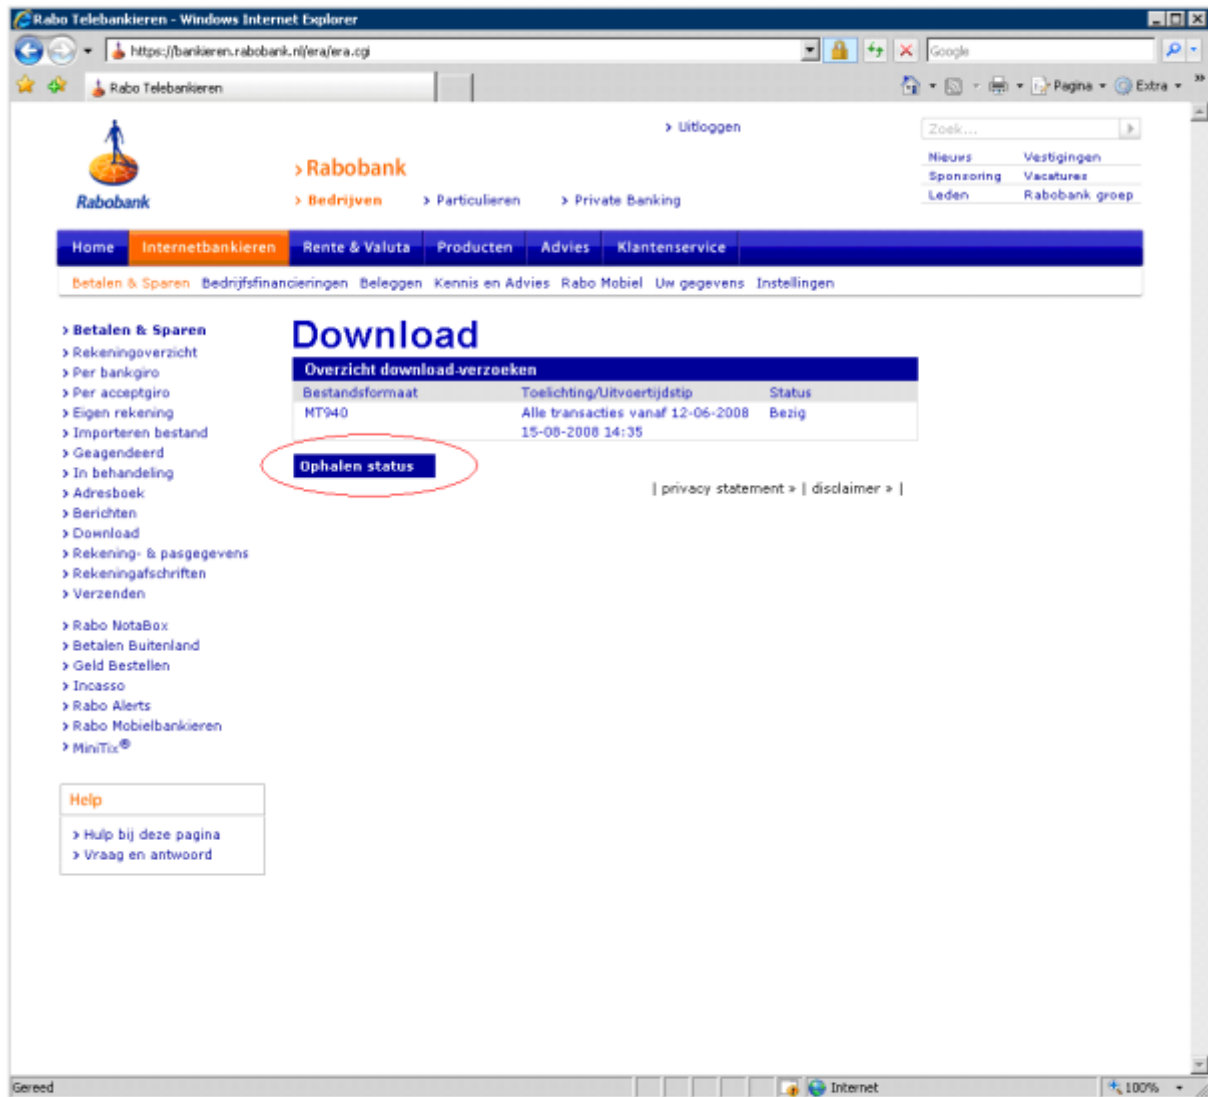 Rabo Telebankieren - Windows Internet Explorer
https://bankieren.rabobank.nl/era/era.cgi
Google
Rabo Telebankieren
Pagina
Extra
»
> Uitloggen
Zoek...
Rabobank
> Rabobank
Nieuws Vestigingen
Sponsoring Vacatures
Leden Rabobank groep
> Bedrijven > Particulieren > Private Banking
Home Internetbankieren Rente & Valuta Producten Advies Klantenservice
Betalen & Sparen Bedrijfsfinancieringen Beleggen Kennis en Advies Rabo Mobiel Uw gegevens Instellingen
> Betalen & Sparen
> Rekeningoverzicht
> Per bankgiro
> Per acceptgiro
> Eigen rekening
> Importeren bestand
> Geagendeerd
> In behandeling
> Adresboek
> Berichten
> Download
> Rekening- & pasgegevens
> Rekeningafschriften
> Verzenden
> Rabo NotaBox
> Betalen Buitenland
> Geld Bestellen
> Incasso
> Rabo Alerts
> Rabo Mobielbankieren
> MiniTix®
Help
> Hulp bij deze pagina
> Vraag en antwoord
Download
Overzicht download-verzoeken
Bestandsformaat Toelichting/Uitvoertijdstip Status
MT940 Alle transacties vanaf 12-06-2008 Bezig
15-08-2008 14:35
Ophalen status
| privacy statement » | disclaimer » |
Gereed
Internet
100%